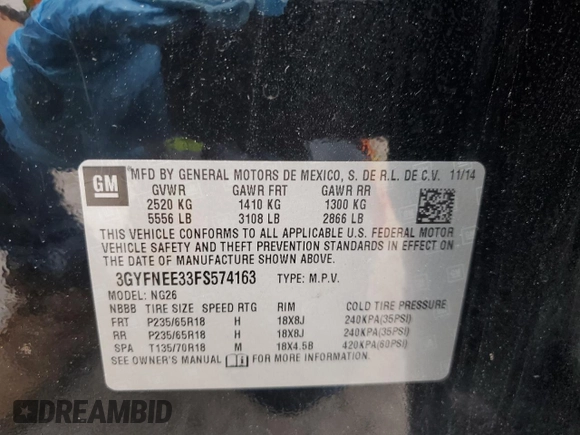 GM MFD BY GENERAL MOTORS DE MEXICO, S. DE R.L. DE C.V. 11/14
GVWR GAWR FRT GAWR RR
2520 KG 1410 KG 1300 KG
5556 LB 3108 LB 2866 LB
THIS VEHICLE CONFORMS TO ALL APPLICABLE U.S. FEDERAL MOTOR
VEHICLE SAFETY AND THEFT PREVENTION STANDARDS IN EFFECT ON
THE DATE OF MANUFACTURE SHOWN ABOVE.
3GYFNEE33FS574163 TYPE: M.P.V.
MODEL: NG26
NBBB TIRE SIZE SPEED RTG RIM COLD TIRE PRESSURE
FRT P235/65R18 H 18X8J 240KPA(35PSI)
RR P235/65R18 H 18X8J 240KPA(35PSI)
SPA T135/70R18 M 18X4.5B 420KPA(60PSI)
SEE OWNER'S MANUAL FOR MORE INFORMATION.
DREAMBID